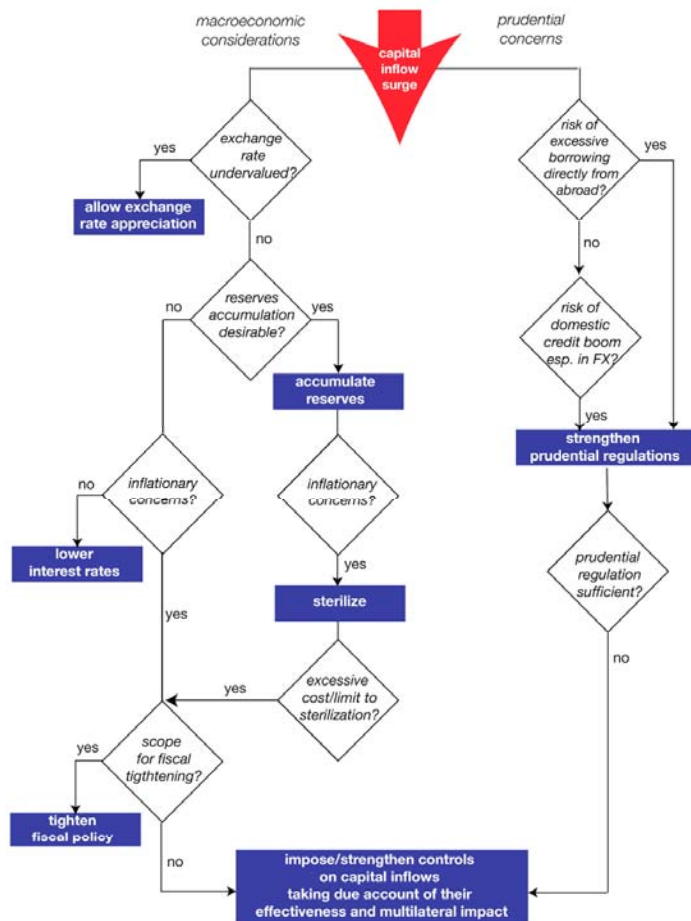 macroeconomic
considerations
prudential
concerns
capital
inflow
surge
exchange
rate
undervalued?
yes
allow exchange
rate appreciation
no
risk of
excessive
borrowing
directly from
abroad?
yes
no
reserves
accumulation
desirable?
no
yes
accumulate
reserves
risk of
domestic
credit boom
esp. in FX?
yes
strengthen
prudential regulations
inflationary
concerns?
no
lower
interest rates
yes
inflationary
concerns?
yes
sterilize
prudential
regulation
sufficient?
no
excessive
cost/limit to
sterilization?
yes
scope
for fiscal
tigthtening?
yes
tighten
fiscal policy
no
impose/strengthen controls
on capital inflows
taking due account of their
effectiveness and multilateral impact